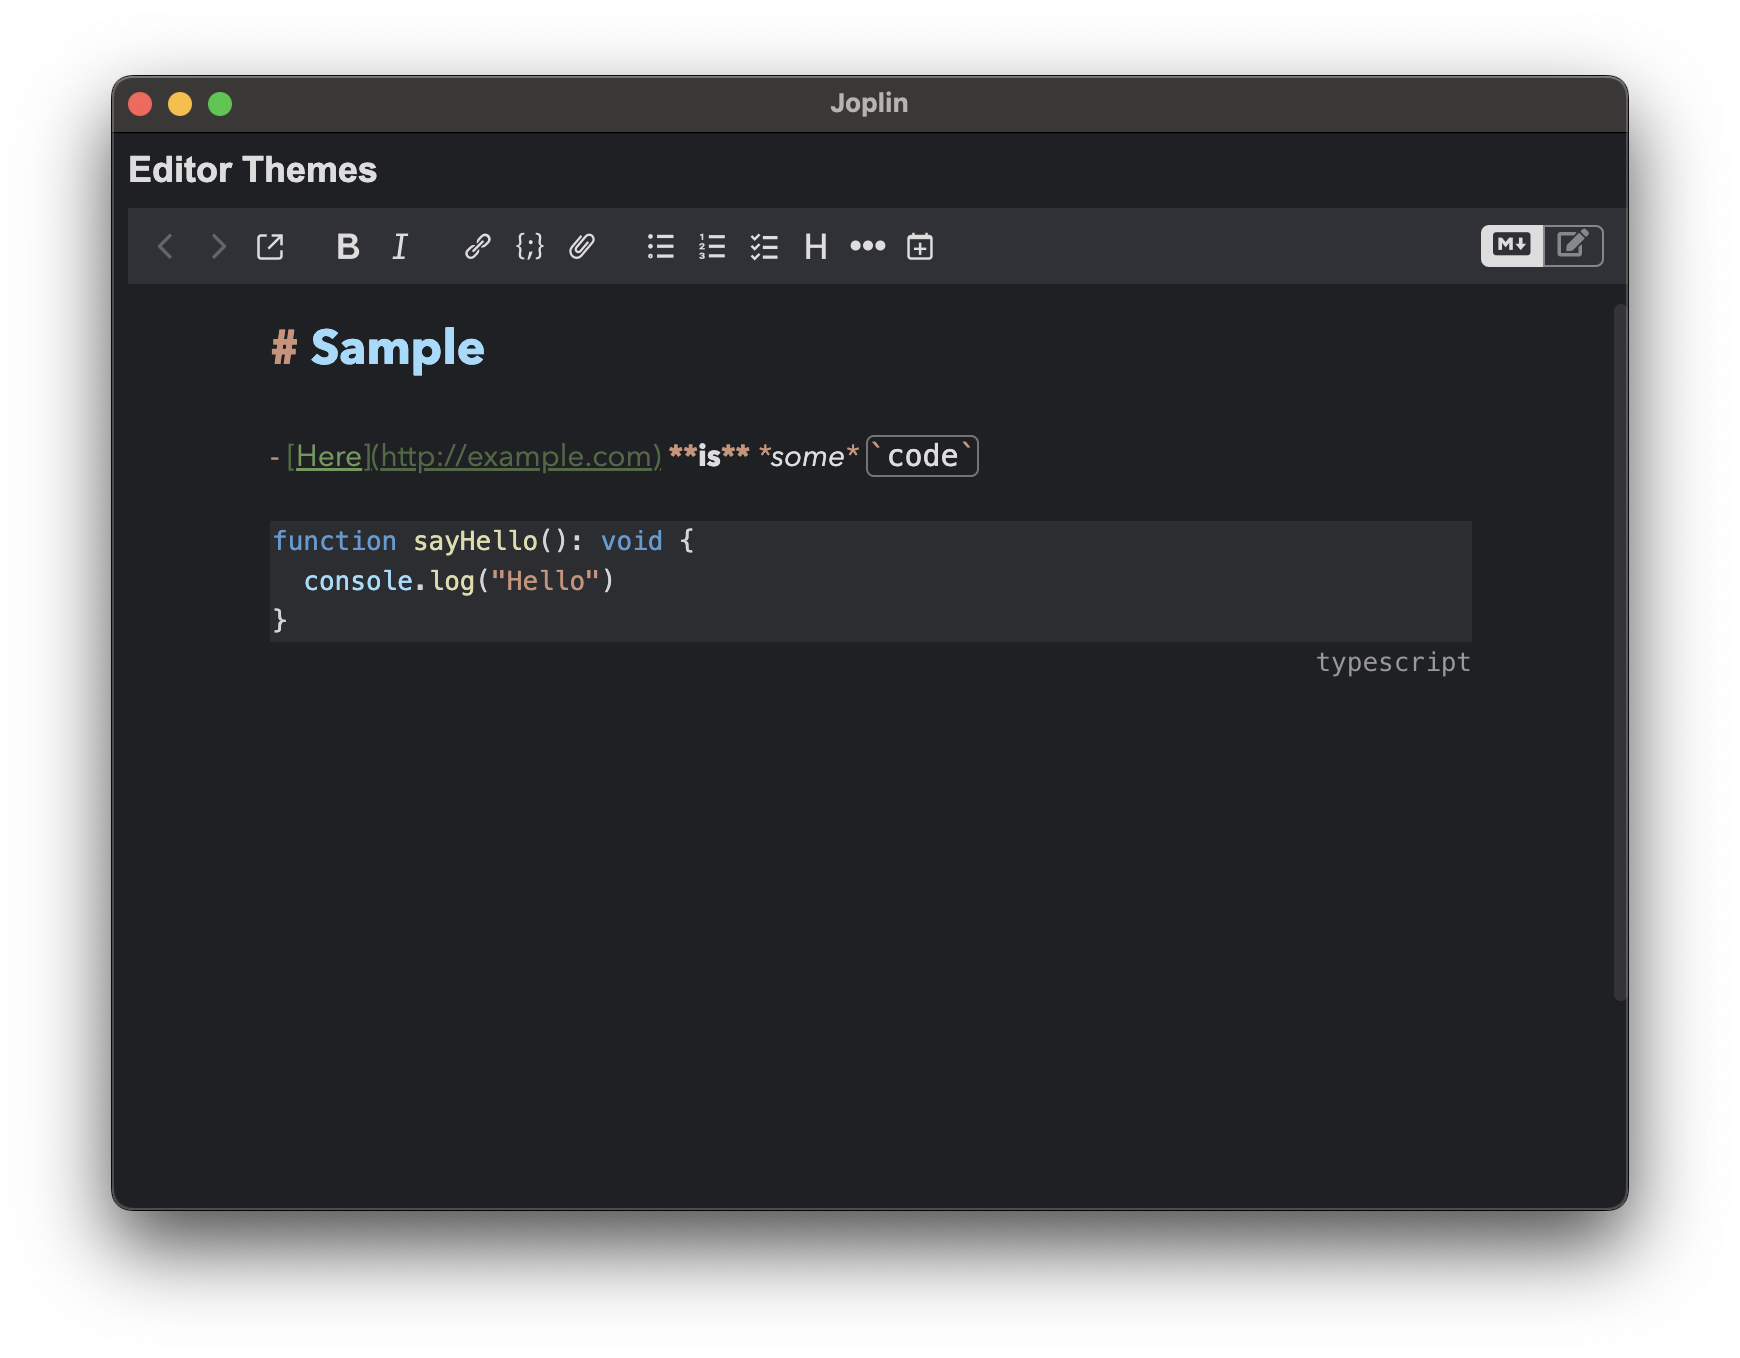 Joplin
Editor Themes
B I {;} H M↓
# Sample
- [Here](http://example.com) **is** *some* `code`
function sayHello(): void {
  console.log("Hello")
}
typescript